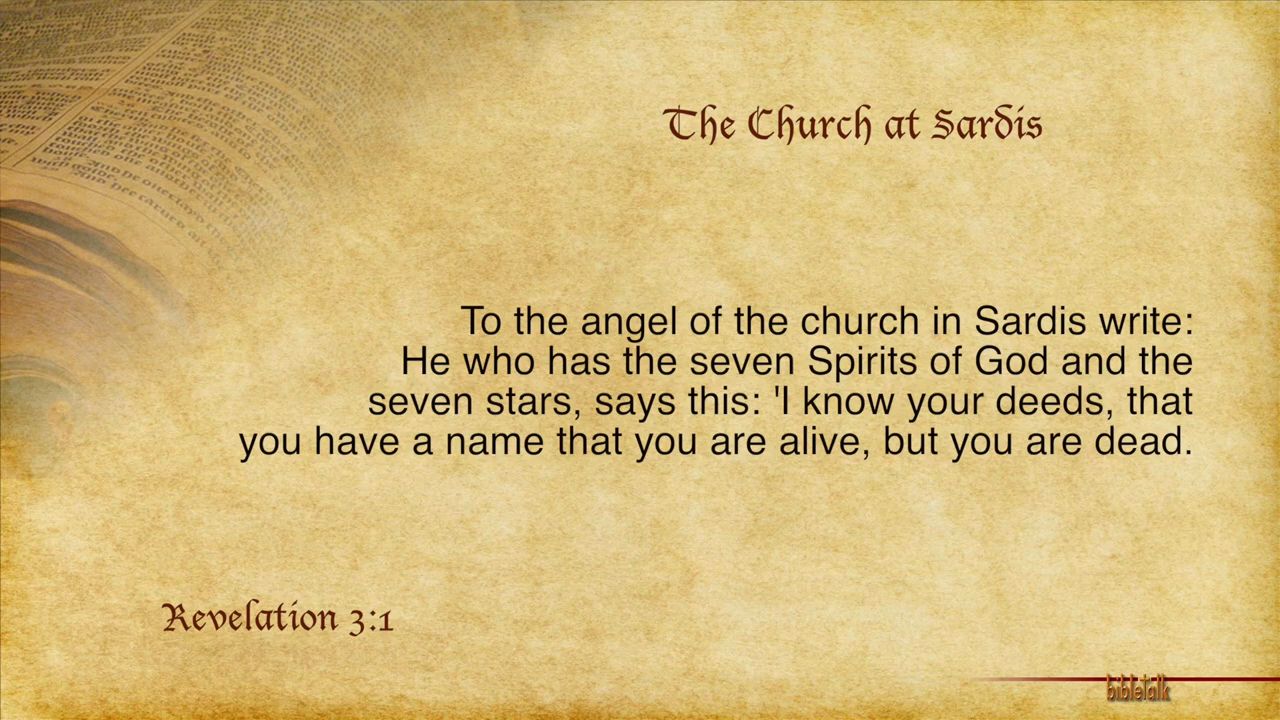 The Church at Sardis
To the angel of the church in Sardis write:
He who has the seven Spirits of God and the
seven stars, says this: 'I know your deeds, that
you have a name that you are alive, but you are dead.
Revelation 3:1
bibletalk